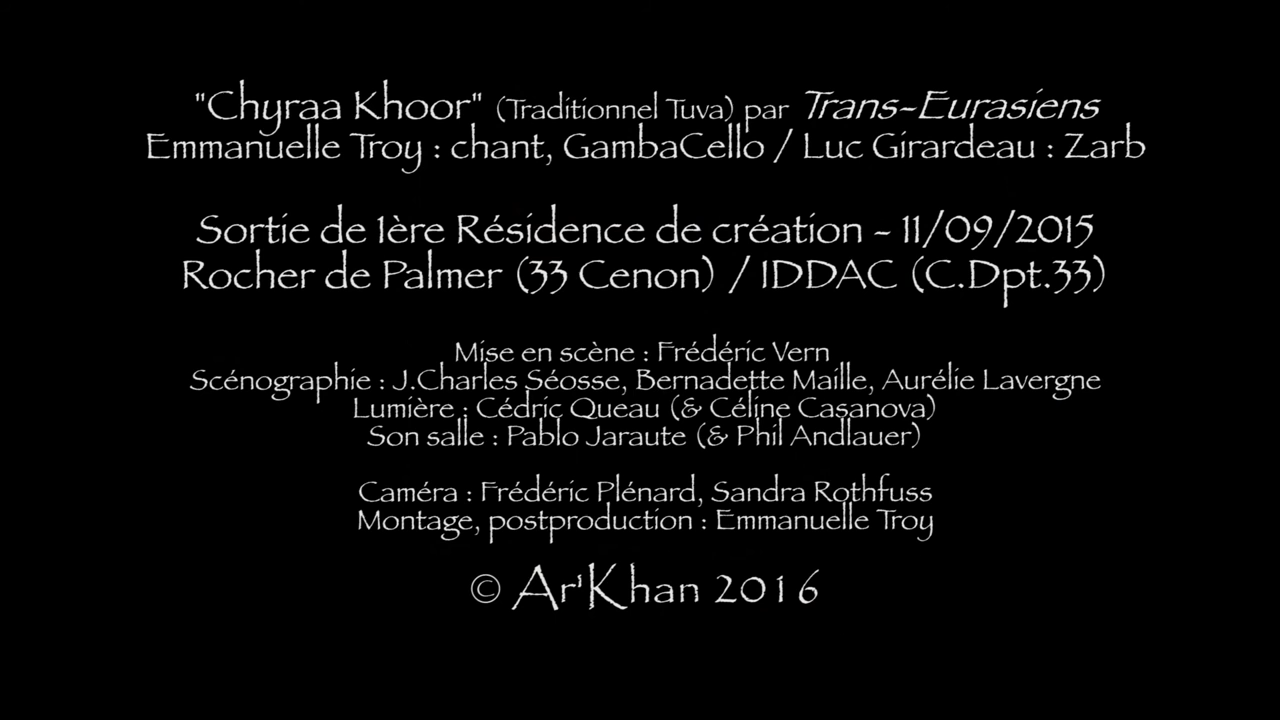 "Chyraa Khoor" (Traditionnel Tuva) par Trans-Eurasiens
Emmanuelle Troy : chant, GambaCello / Luc Girardeau : Zarb
Sortie de 1ère Résidence de création - 11/09/2015
Rocher de Palmer (33 Cenon) / IDDAC (C.Dpt.33)
Mise en scène : Frédéric Vern
Scénographie : J.Charles Séosse, Bernadette Maille, Aurélie Lavergne
Lumière : Cédric Queau (& Céline Casanova)
Son salle : Pablo Jaraute (& Phil Andlauer)
Caméra : Frédéric Plénard, Sandra Rothfuss
Montage, postproduction : Emmanuelle Troy
© Ar'Khan 2016